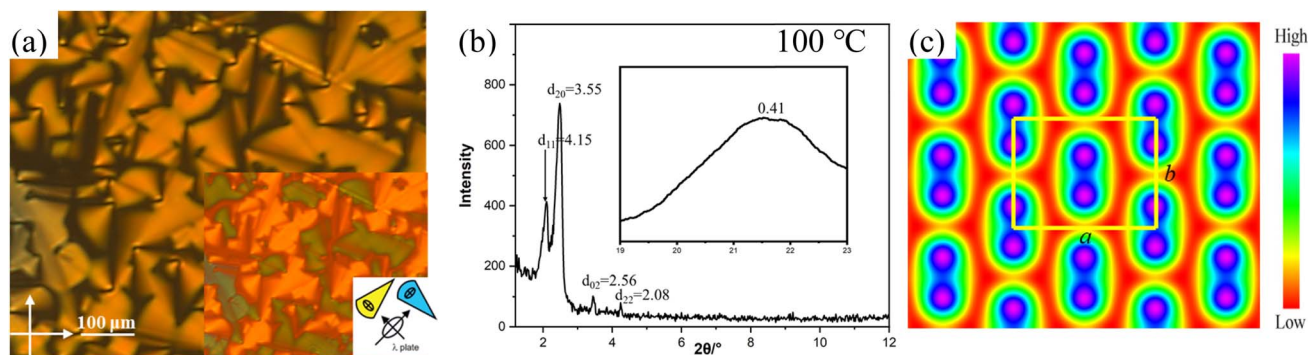 (a)
100 µm
λ plate
(b)
100 ℃
Intensity
800
600
400
200
0
d20=3.55
d11=4.15
d02=2.56
d22=2.08
0.41
19
20
21
22
23
2
4
6
8
10
12
2θ/°
(c)
a
b
High
Low